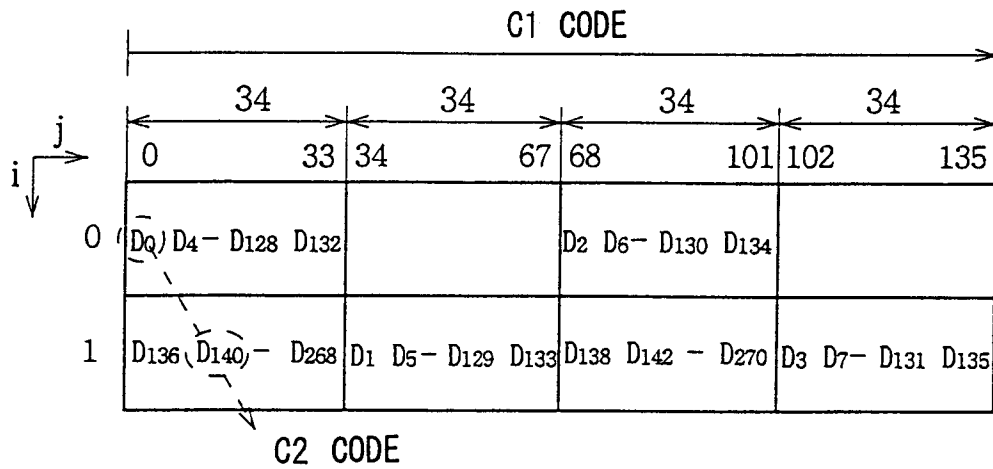 C1 CODE
34 34 34 34
j
0 33 34 67 68 101 102 135
i
0 D0 D4 – D128 D132 D2 D6 – D130 D134
1 D136 D140 – D268 D1 D5 – D129 D133 D138 D142 – D270 D3 D7 – D131 D135
C2 CODE